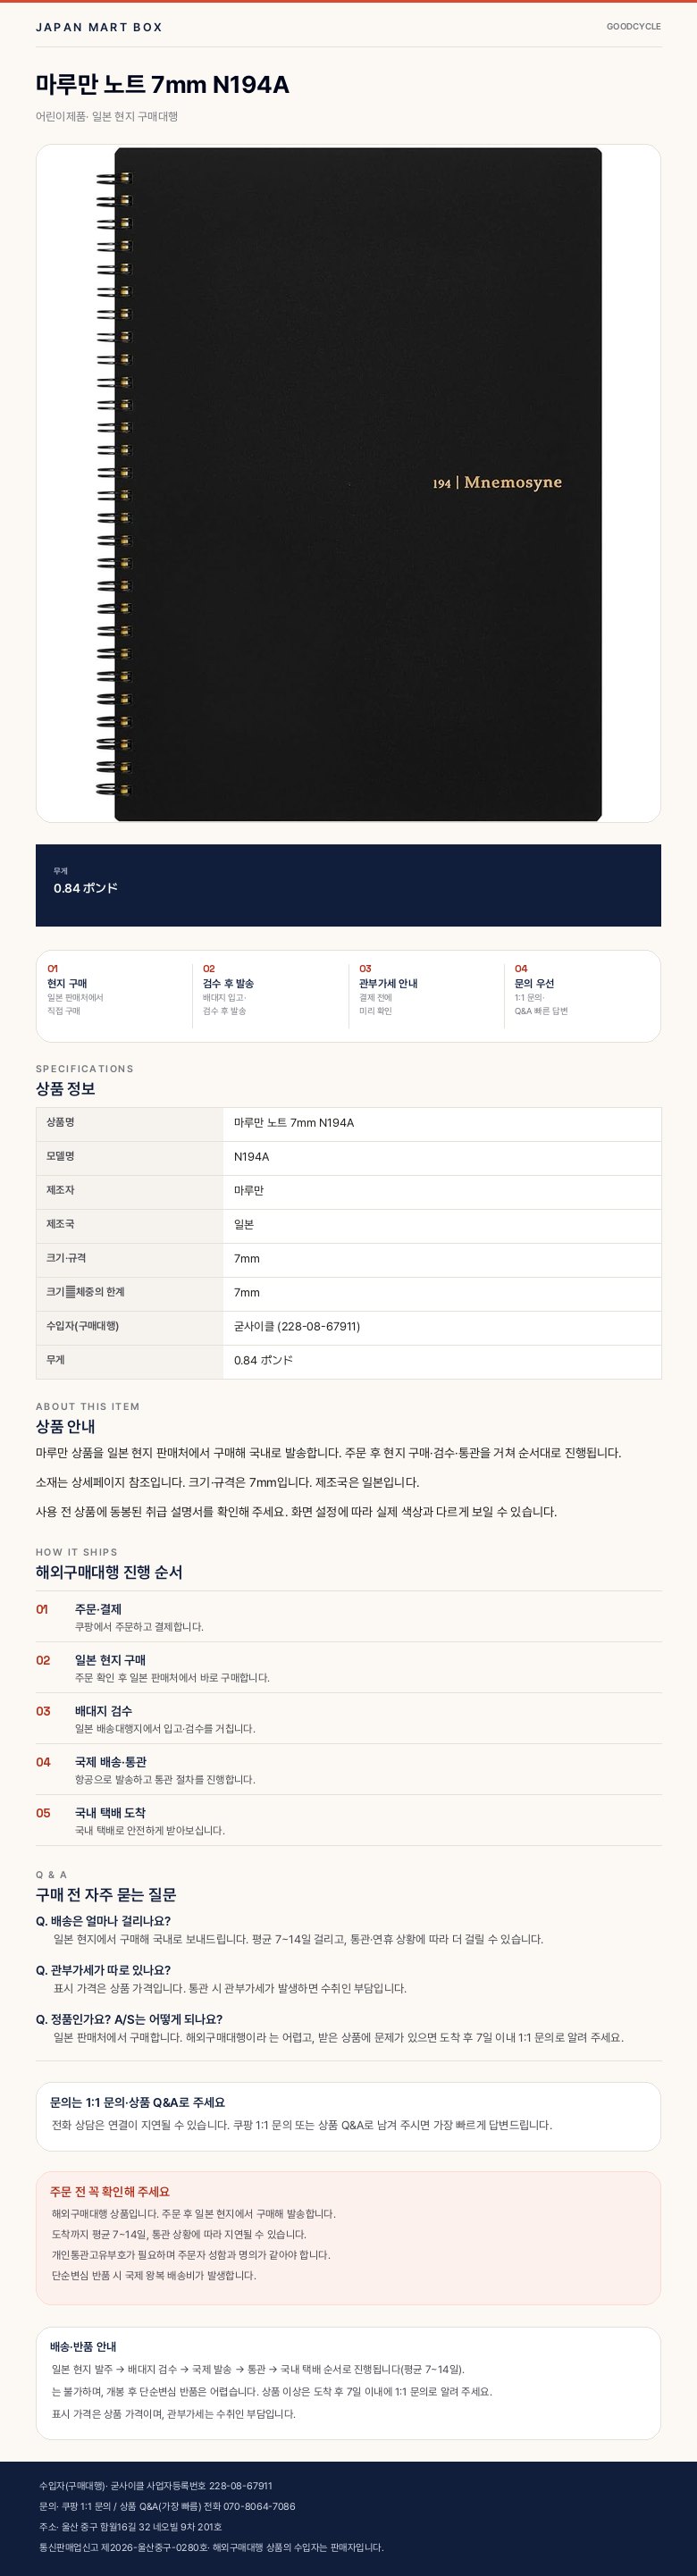 JAPAN MART BOX
GOODCYCLE
마루만 노트 7mm N194A
어린이제품· 일본 현지 구매대행
194 | Mnemosyne
무게
0.84 ポンド
01
현지 구매
일본 판매처에서
직접 구매
02
검수 후 발송
배대지 입고·
검수 후 발송
03
관부가세 안내
결제 전에
미리 확인
04
문의 우선
1:1 문의·
Q&A 빠른 답변
SPECIFICATIONS
상품 정보
상품명 마루만 노트 7mm N194A
모델명 N194A
제조자 마루만
제조국 일본
크기·규격 7mm
크기▒체중의 한계 7mm
수입자(구매대행) 굳사이클 (228-08-67911)
무게 0.84 ポンド
ABOUT THIS ITEM
상품 안내
마루만 상품을 일본 현지 판매처에서 구매해 국내로 발송합니다. 주문 후 현지 구매·검수·통관을 거쳐 순서대로 진행됩니다.
소재는 상세페이지 참조입니다. 크기·규격은 7mm입니다. 제조국은 일본입니다.
사용 전 상품에 동봉된 취급 설명서를 확인해 주세요. 화면 설정에 따라 실제 색상과 다르게 보일 수 있습니다.
HOW IT SHIPS
해외구매대행 진행 순서
01 주문·결제
쿠팡에서 주문하고 결제합니다.
02 일본 현지 구매
주문 확인 후 일본 판매처에서 바로 구매합니다.
03 배대지 검수
일본 배송대행지에서 입고·검수를 거칩니다.
04 국제 배송·통관
항공으로 발송하고 통관 절차를 진행합니다.
05 국내 택배 도착
국내 택배로 안전하게 받아보십니다.
Q & A
구매 전 자주 묻는 질문
Q. 배송은 얼마나 걸리나요?
일본 현지에서 구매해 국내로 보내드립니다. 평균 7~14일 걸리고, 통관·연휴 상황에 따라 더 걸릴 수 있습니다.
Q. 관부가세가 따로 있나요?
표시 가격은 상품 가격입니다. 통관 시 관부가세가 발생하면 수취인 부담입니다.
Q. 정품인가요? A/S는 어떻게 되나요?
일본 판매처에서 구매합니다. 해외구매대행이라 는 어렵고, 받은 상품에 문제가 있으면 도착 후 7일 이내 1:1 문의로 알려 주세요.
문의는 1:1 문의·상품 Q&A로 주세요
전화 상담은 연결이 지연될 수 있습니다. 쿠팡 1:1 문의 또는 상품 Q&A로 남겨 주시면 가장 빠르게 답변드립니다.
주문 전 꼭 확인해 주세요
해외구매대행 상품입니다. 주문 후 일본 현지에서 구매해 발송합니다.
도착까지 평균 7~14일, 통관 상황에 따라 지연될 수 있습니다.
개인통관고유부호가 필요하며 주문자 성함과 명의가 같아야 합니다.
단순변심 반품 시 국제 왕복 배송비가 발생합니다.
배송·반품 안내
일본 현지 발주 → 배대지 검수 → 국제 발송 → 통관 → 국내 택배 순서로 진행됩니다(평균 7~14일).
는 불가하며, 개봉 후 단순변심 반품은 어렵습니다. 상품 이상은 도착 후 7일 이내에 1:1 문의로 알려 주세요.
표시 가격은 상품 가격이며, 관부가세는 수취인 부담입니다.
수입자(구매대행)· 굳사이클 사업자등록번호 228-08-67911
문의· 쿠팡 1:1 문의 / 상품 Q&A(가장 빠름) 전화 070-8064-7086
주소· 울산 중구 함월16길 32 네오빌 9차 201호
통신판매업신고 제2026-울산중구-0280호· 해외구매대행 상품의 수입자는 판매자입니다.